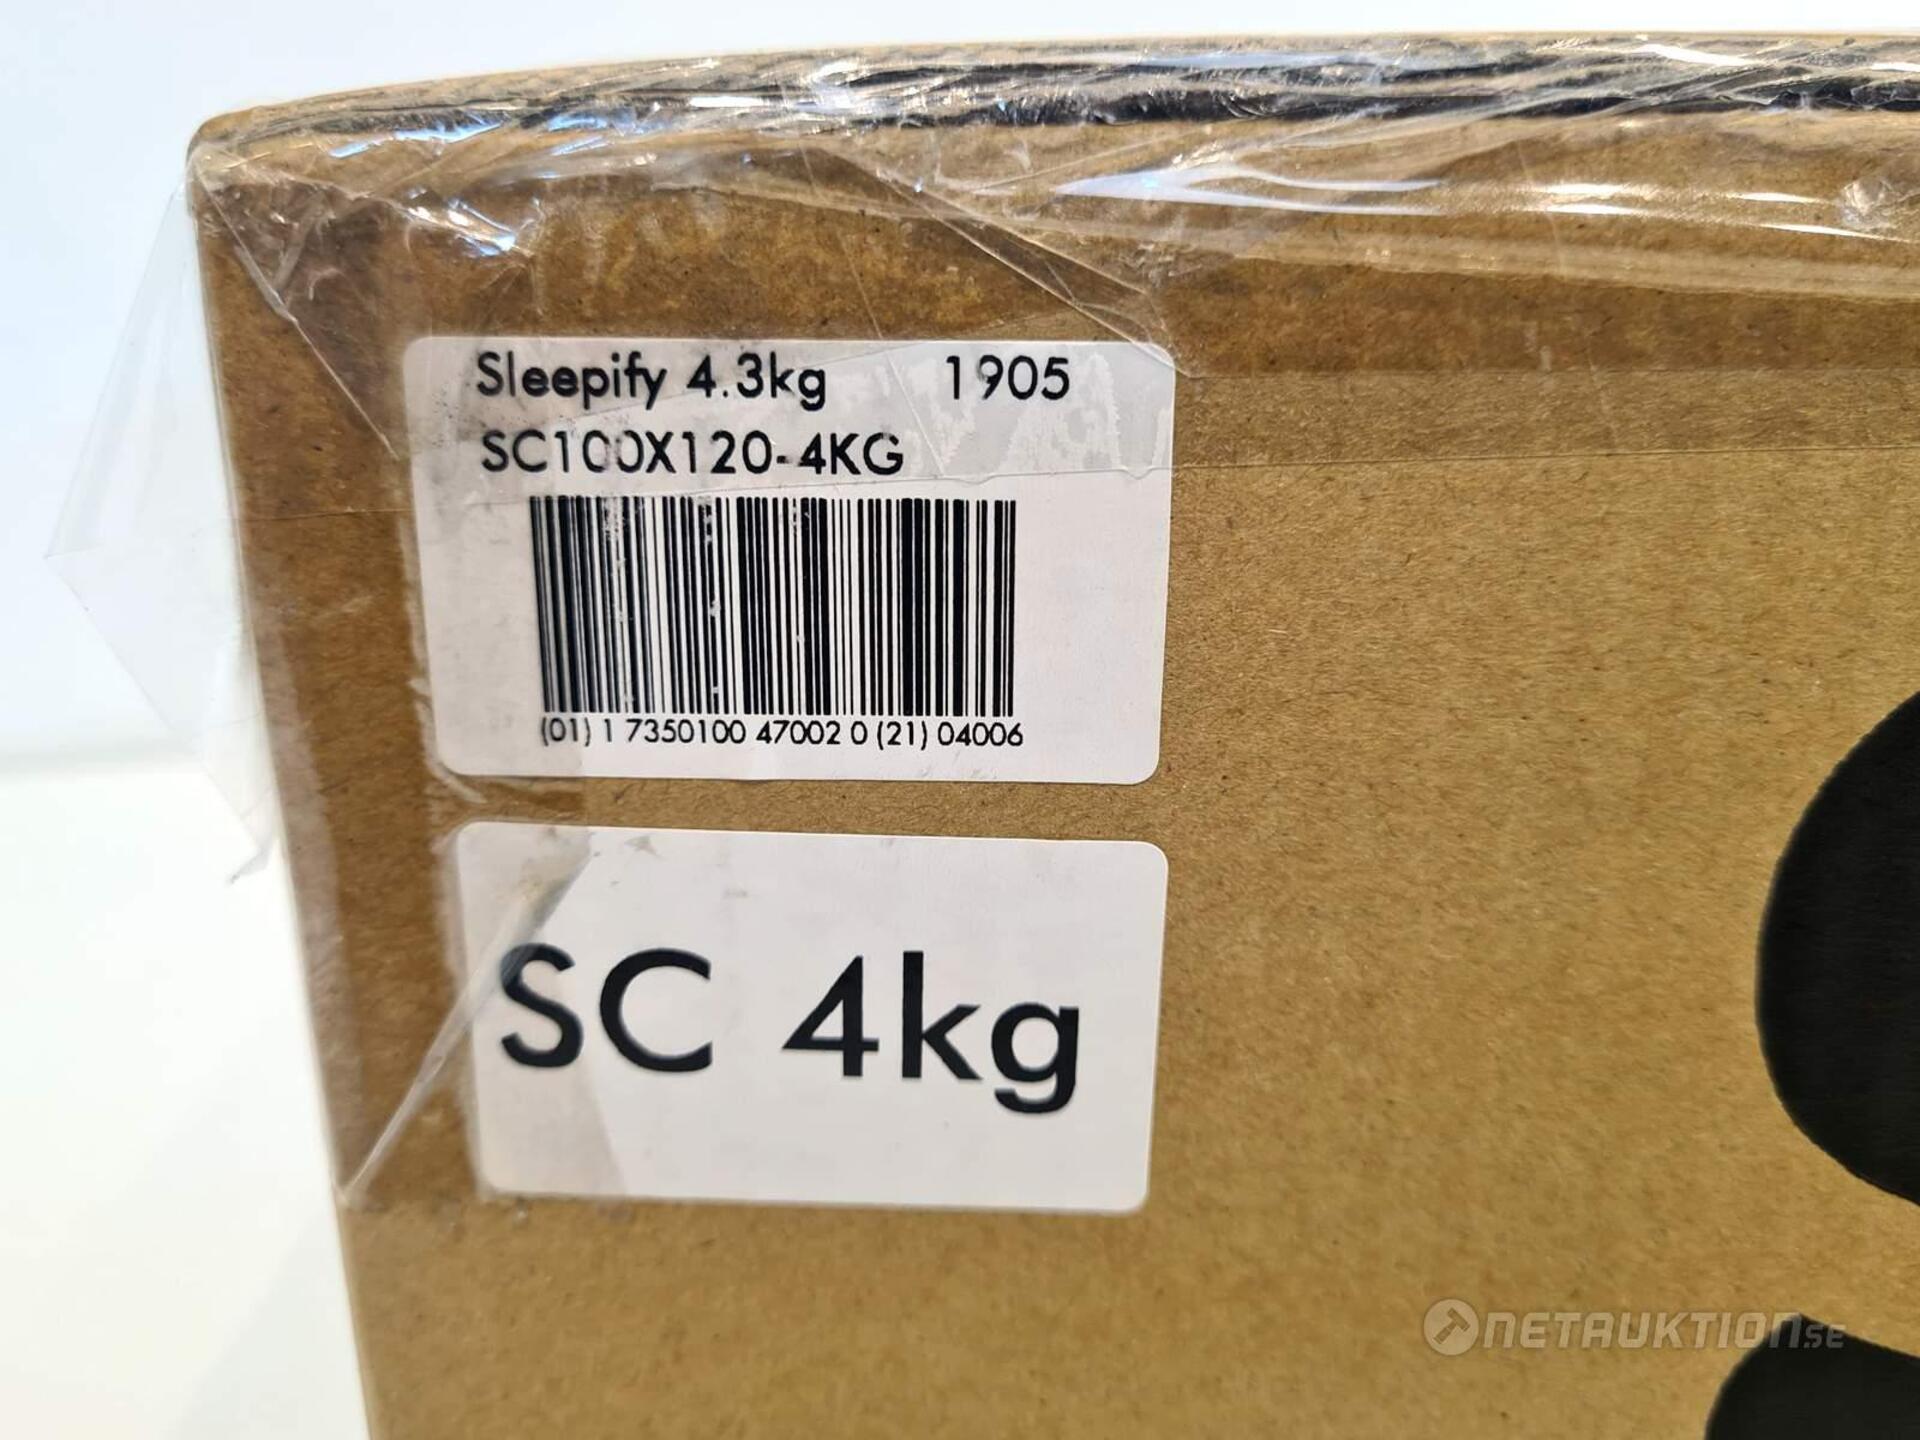 Sleepify 4.3kg 1905
SC100X120-4KG
(01) 1 7350100 47002 0 (21) 04006
SC 4kg
NETAUKTION.SE